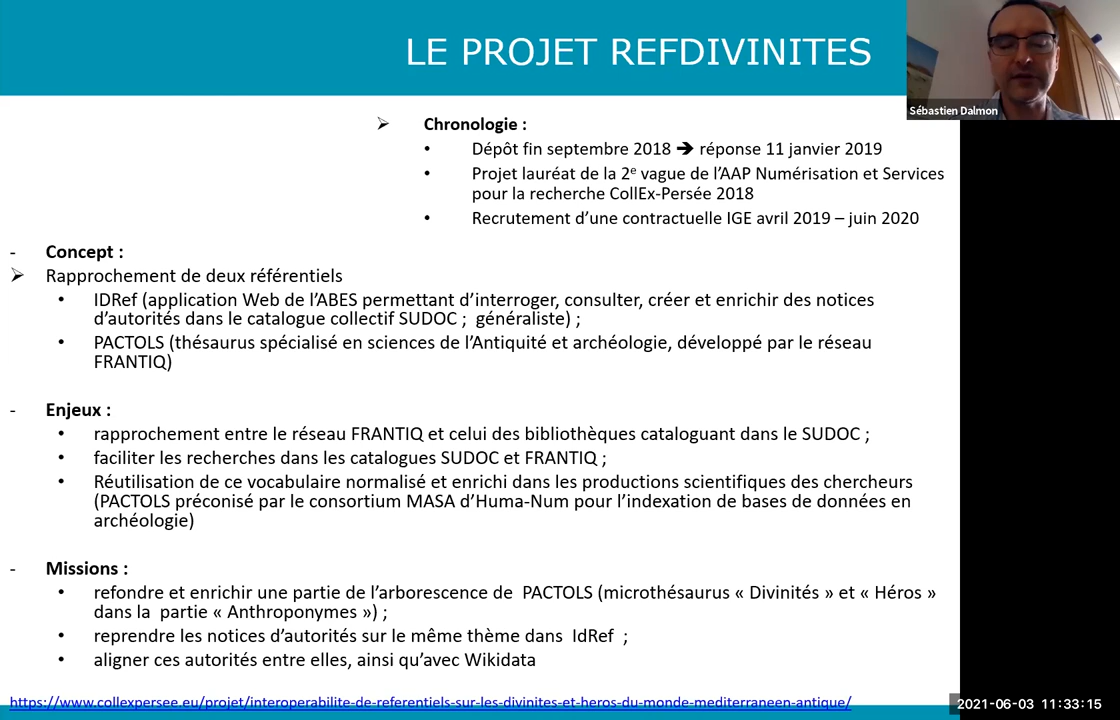 LE PROJET REFDIVINITES
Sébastien Dalmon
➢ Chronologie :
• Dépôt fin septembre 2018 ➔ réponse 11 janvier 2019
• Projet lauréat de la 2e vague de l’AAP Numérisation et Services
pour la recherche CollEx-Persée 2018
• Recrutement d’une contractuelle IGE avril 2019 – juin 2020
- Concept :
➢ Rapprochement de deux référentiels
• IDRef (application Web de l’ABES permettant d’interroger, consulter, créer et enrichir des notices
d’autorités dans le catalogue collectif SUDOC ; généraliste) ;
• PACTOLS (thésaurus spécialisé en sciences de l’Antiquité et archéologie, développé par le réseau
FRANTIQ)
- Enjeux :
• rapprochement entre le réseau FRANTIQ et celui des bibliothèques cataloguant dans le SUDOC ;
• faciliter les recherches dans les catalogues SUDOC et FRANTIQ ;
• Réutilisation de ce vocabulaire normalisé et enrichi dans les productions scientifiques des chercheurs
(PACTOLS préconisé par le consortium MASA d’Huma-Num pour l’indexation de bases de données en
archéologie)
- Missions :
• refondre et enrichir une partie de l’arborescence de PACTOLS (microthésaurus « Divinités » et « Héros »
dans la partie « Anthroponymes ») ;
• reprendre les notices d’autorités sur le même thème dans IdRef ;
• aligner ces autorités entre elles, ainsi qu’avec Wikidata
https://www.collexpersee.eu/projet/interoperabilite-de-referentiels-sur-les-divinites-et-heros-du-monde-mediterraneen-antique/
2021-06-03 11:33:15